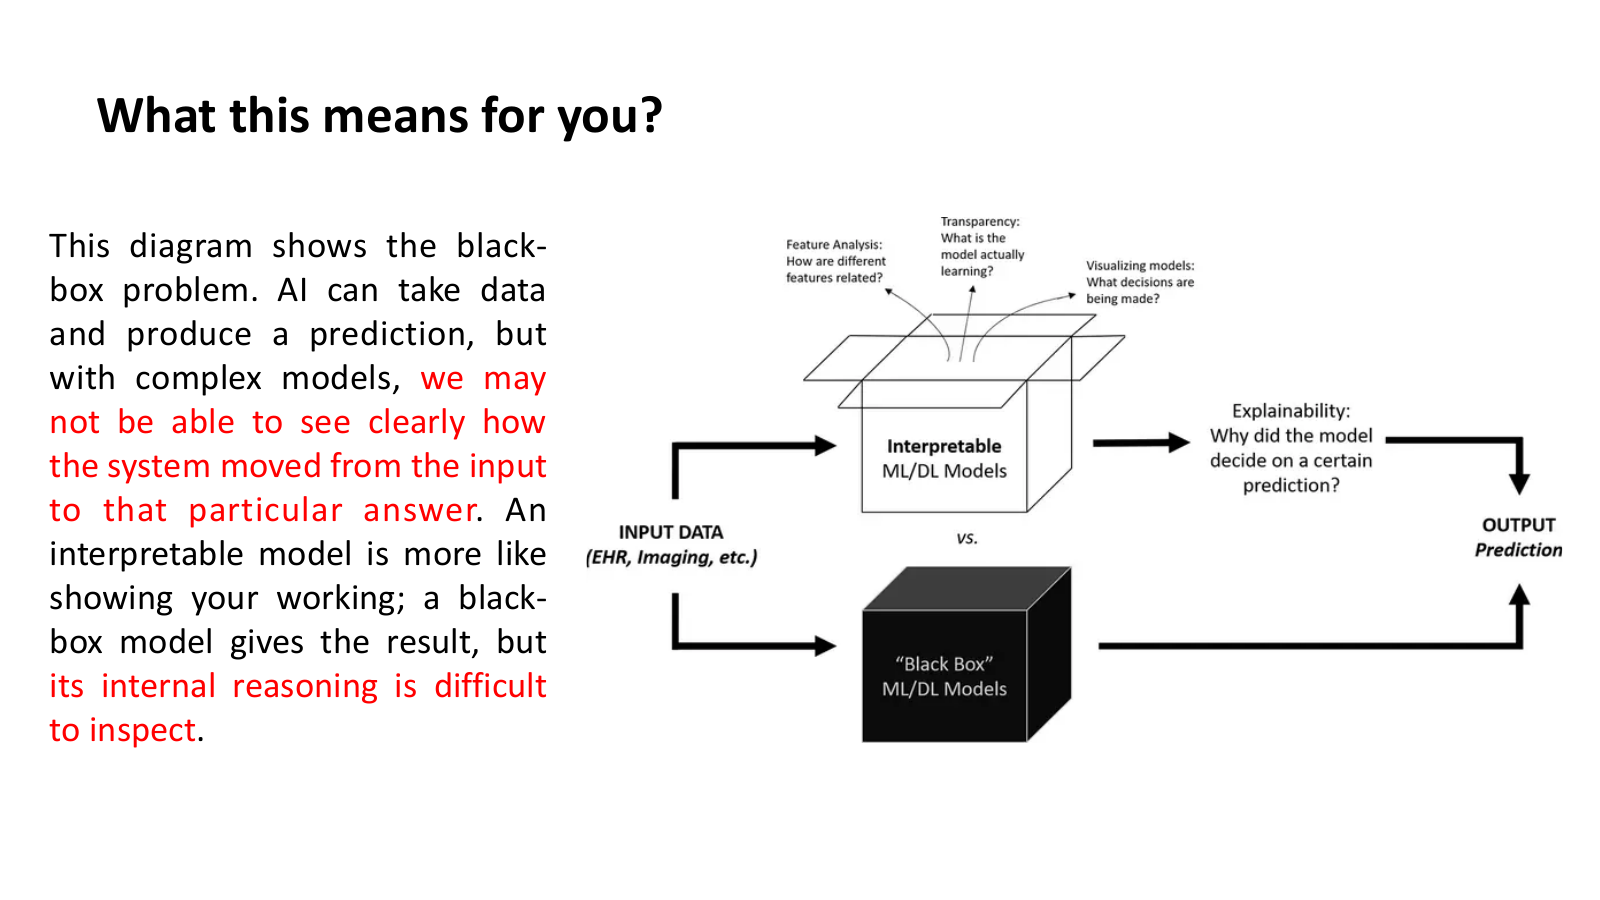 What this means for you?
This diagram shows the black-
box problem. AI can take data
and produce a prediction, but
with complex models, we may
not be able to see clearly how
the system moved from the input
to that particular answer. An
interpretable model is more like
showing your working; a black-
box model gives the result, but
its internal reasoning is difficult
to inspect.
Feature Analysis:
How are different
features related?
Transparency:
What is the
model actually
learning?
Visualizing models:
What decisions are
being made?
Interpretable
ML/DL Models
Explainability:
Why did the model
decide on a certain
prediction?
INPUT DATA
(EHR, Imaging, etc.)
vs.
OUTPUT
Prediction
“Black Box”
ML/DL Models